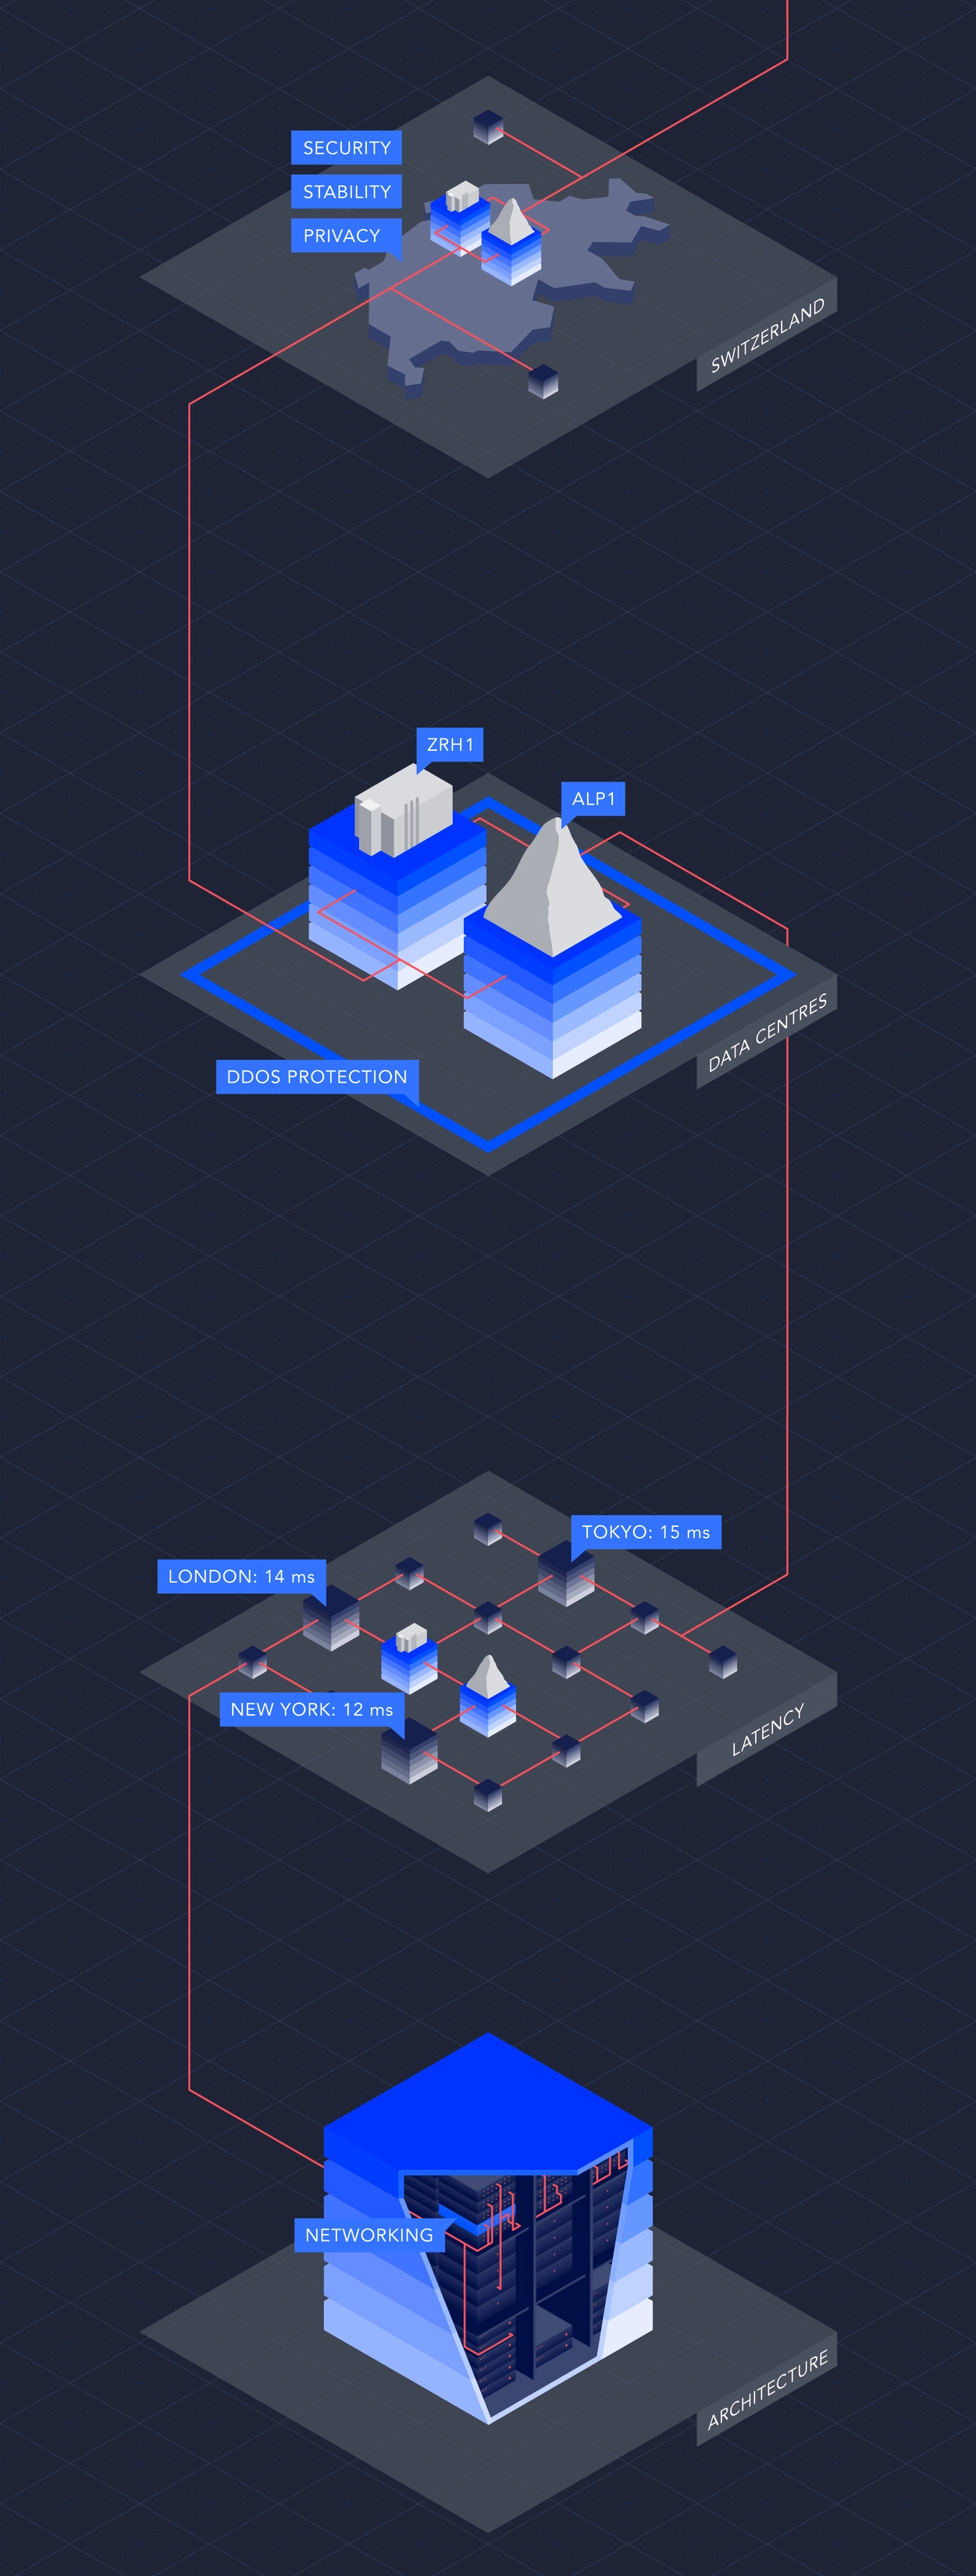 SECURITY
STABILITY
PRIVACY
SWITZERLAND
ZRH1
ALP1
DATA CENTRES
DDOS PROTECTION
TOKYO: 15 ms
LONDON: 14 ms
NEW YORK: 12 ms
LATENCY
NETWORKING
ARCHITECTURE